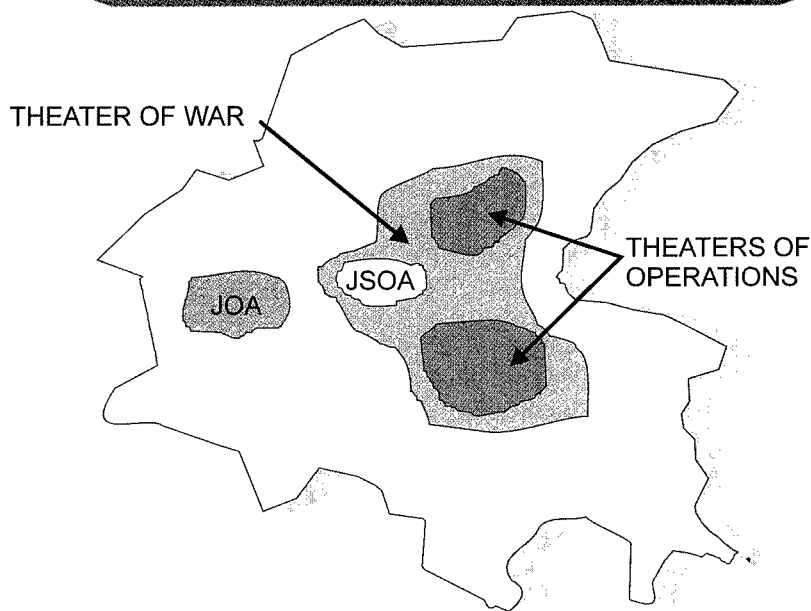 THEATER OF WAR
THEATERS OF
OPERATIONS
JSOA
JOA